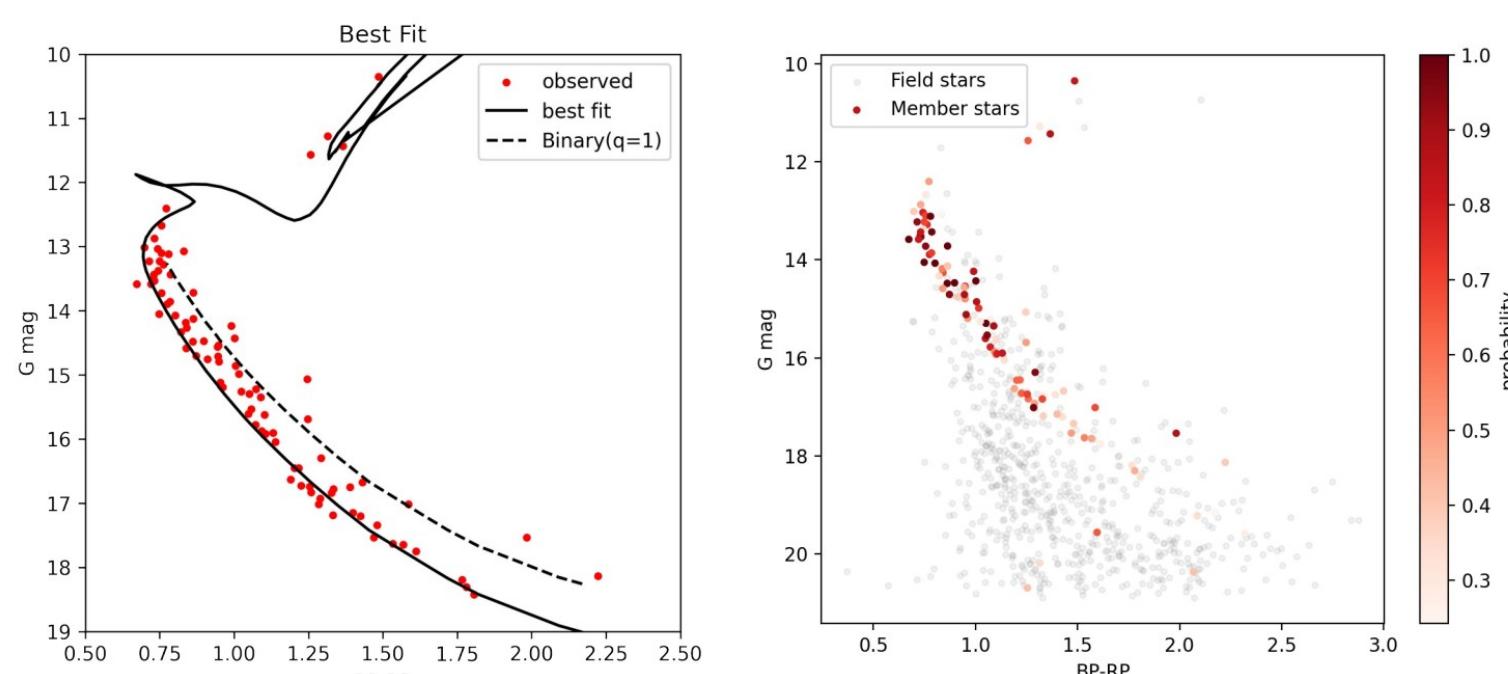 Best Fit
observed
best fit
Binary(q=1)
G mag
10
11
12
13
14
15
16
17
18
19
0.50 0.75 1.00 1.25 1.50 1.75 2.00 2.25 2.50
Field stars
Member stars
G mag
10
12
14
16
18
20
0.5 1.0 1.5 2.0 2.5 3.0
BP-RP
1.0
0.9
0.8
0.7
0.6
0.5
0.4
0.3
probability